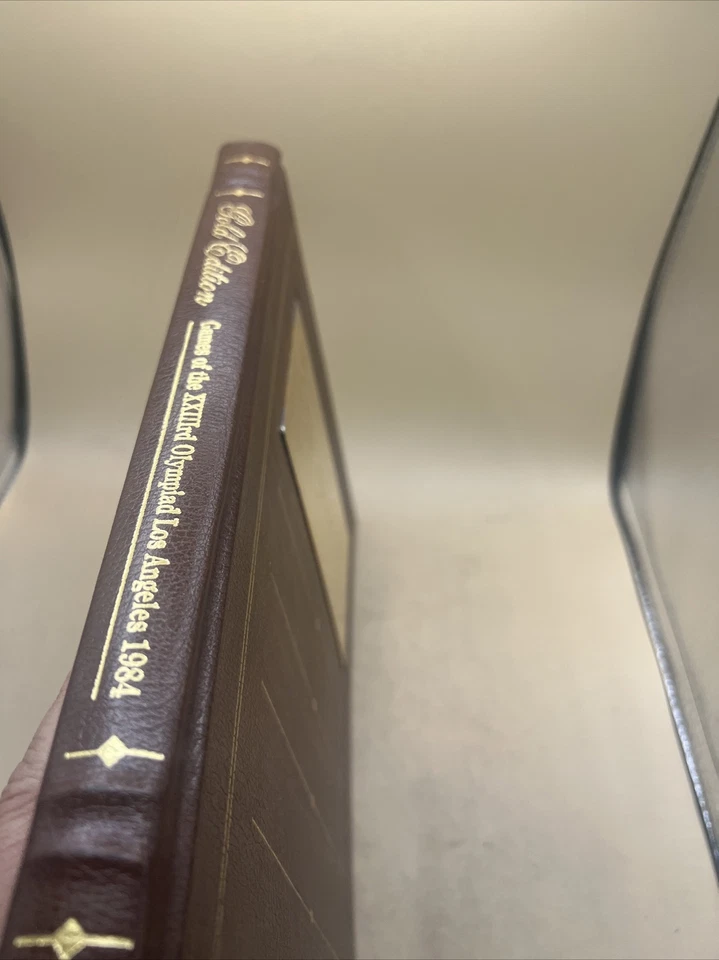 Gold Edition
Games of the XXIIIrd Olympiad Los Angeles 1984